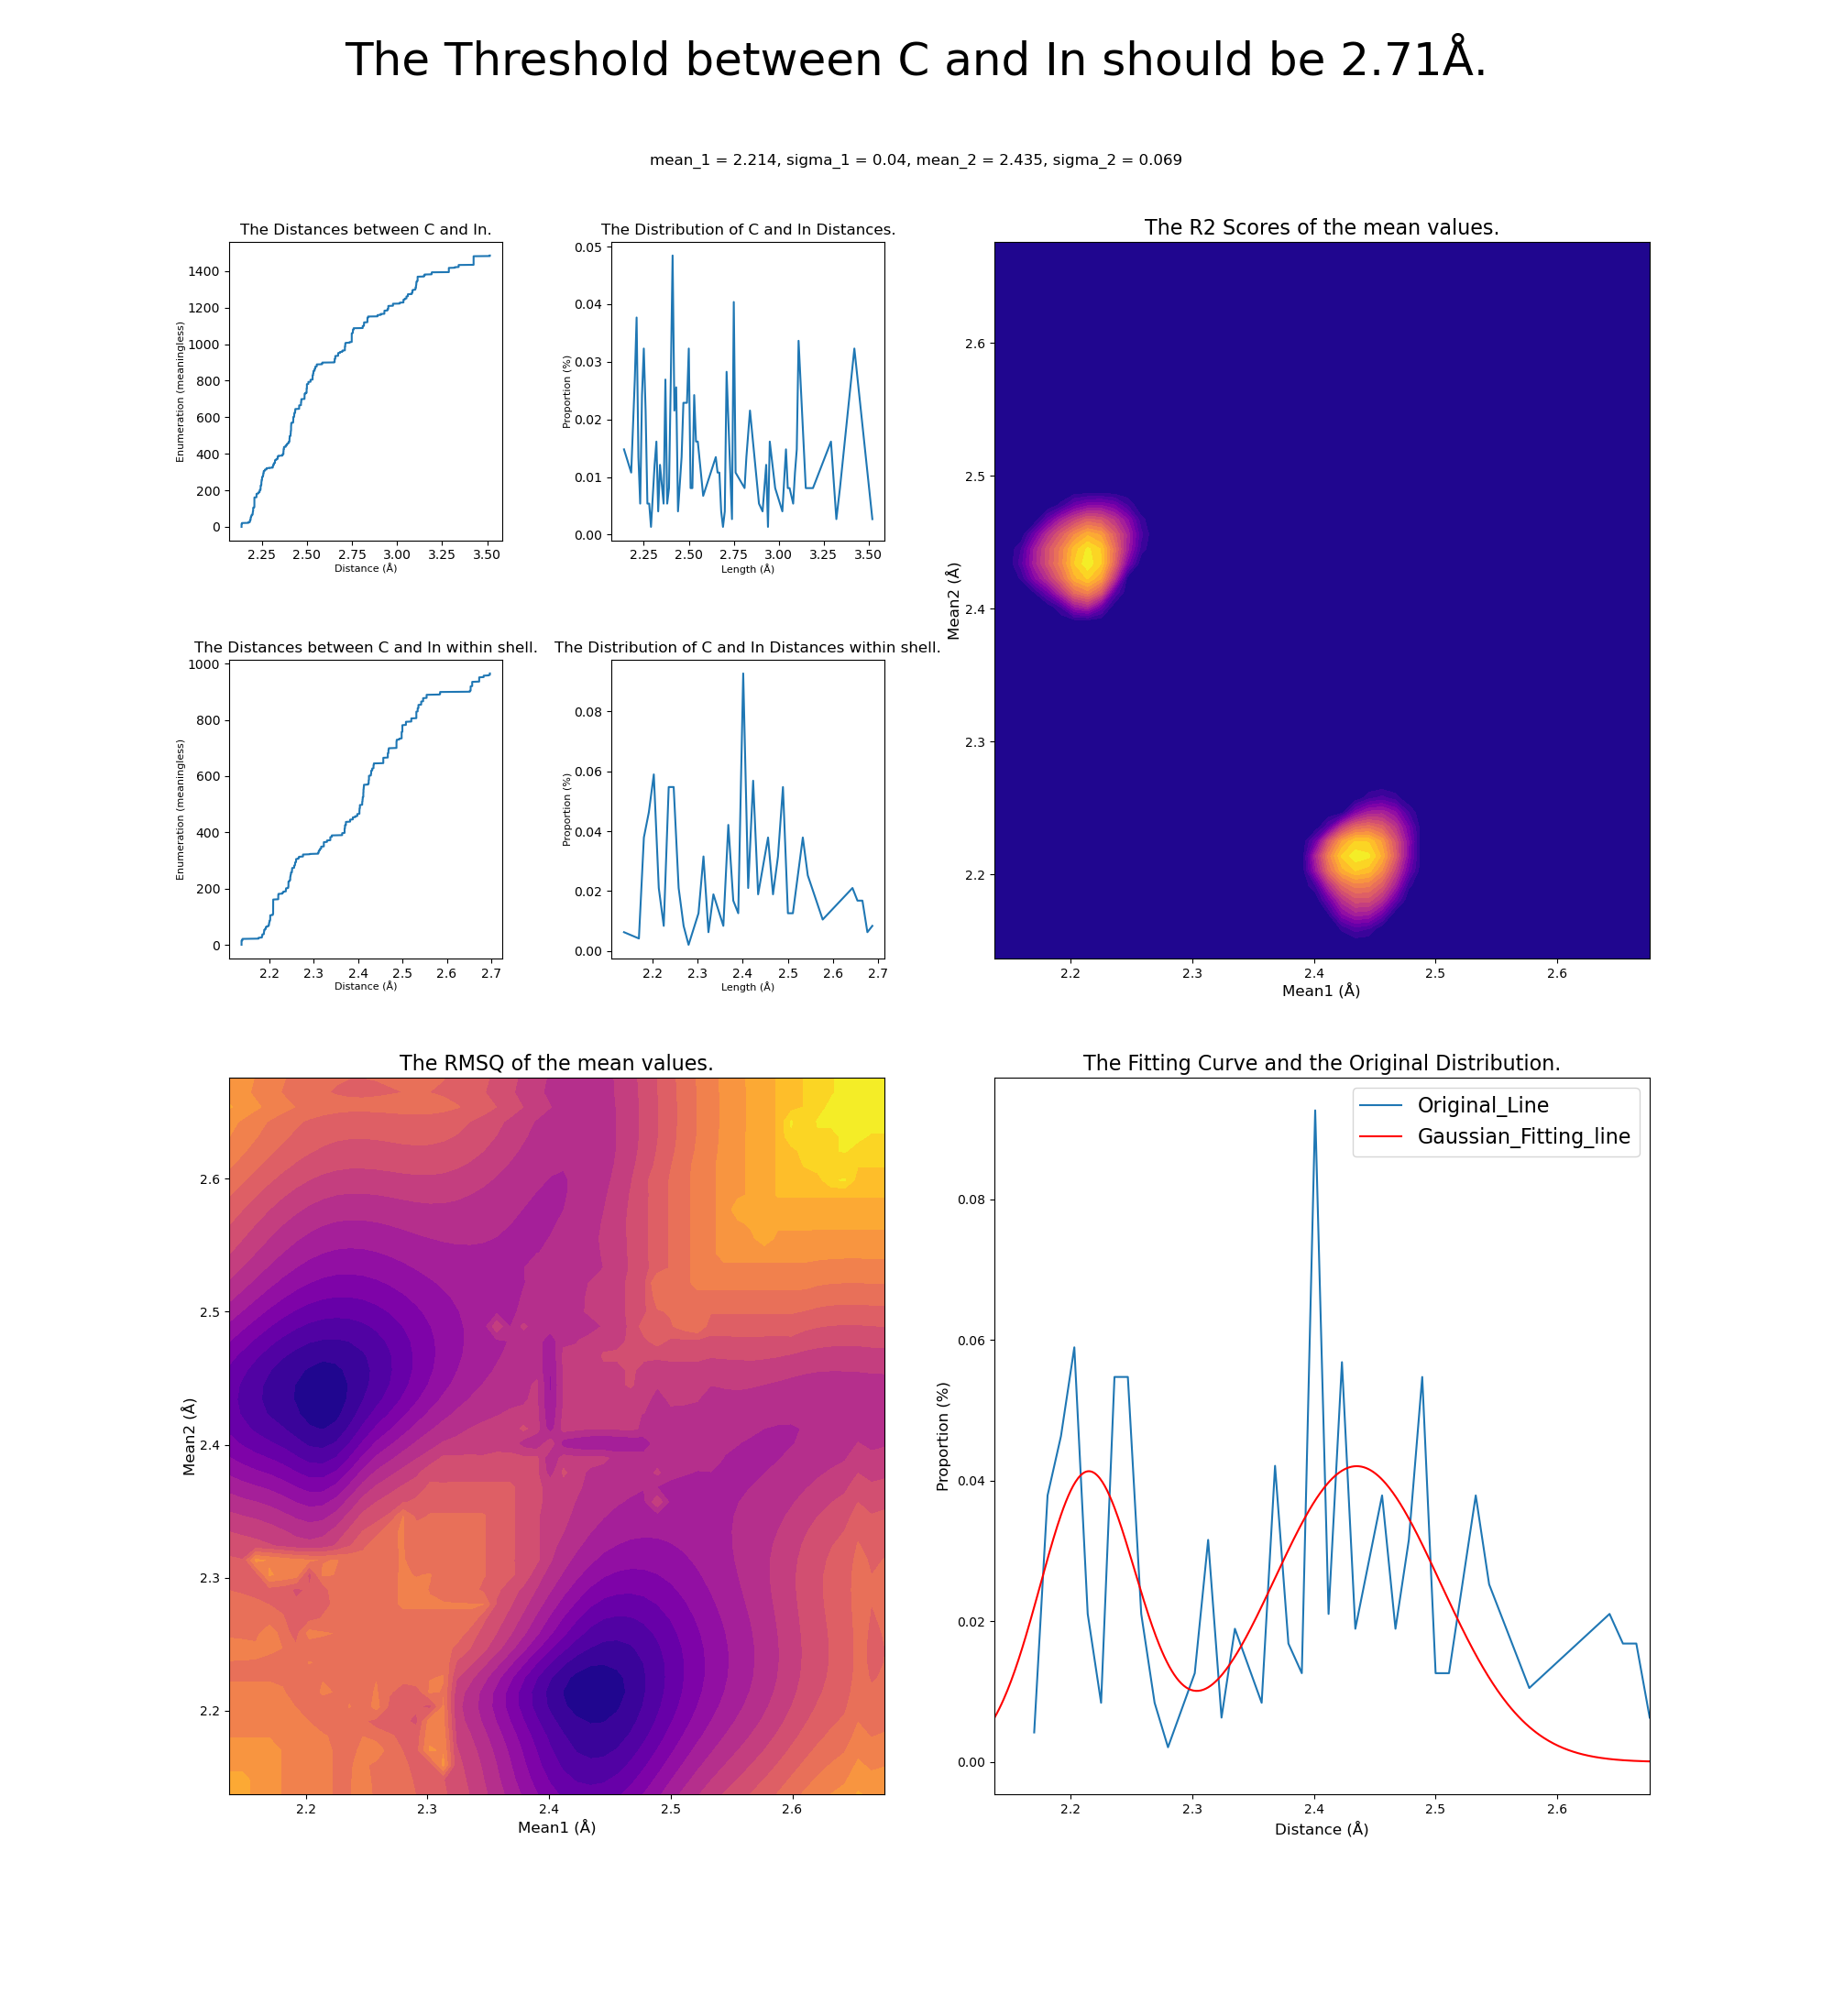 The Threshold between C and In should be 2.71Å.
mean_1 = 2.214, sigma_1 = 0.04, mean_2 = 2.435, sigma_2 = 0.069
The Distances between C and In.
1400
1200
1000
800
600
400
200
0
Enumeration (meaningless)
2.25 2.50 2.75 3.00 3.25 3.50
Distance (Å)
The Distribution of C and In Distances.
0.05
0.04
0.03
0.02
0.01
0.00
Proportion (%)
2.25 2.50 2.75 3.00 3.25 3.50
Length (Å)
The R2 Scores of the mean values.
2.6
2.5
2.4
2.3
2.2
Mean2 (Å)
2.2 2.3 2.4 2.5 2.6
Mean1 (Å)
The Distances between C and In within shell.
1000
800
600
400
200
0
Enumeration (meaningless)
2.2 2.3 2.4 2.5 2.6 2.7
Distance (Å)
The Distribution of C and In Distances within shell.
0.08
0.06
0.04
0.02
0.00
Proportion (%)
2.2 2.3 2.4 2.5 2.6 2.7
Length (Å)
The RMSQ of the mean values.
2.6
2.5
2.4
2.3
2.2
Mean2 (Å)
2.2 2.3 2.4 2.5 2.6
Mean1 (Å)
The Fitting Curve and the Original Distribution.
Original_Line
Gaussian_Fitting_line
0.08
0.06
0.04
0.02
0.00
Proportion (%)
2.2 2.3 2.4 2.5 2.6
Distance (Å)